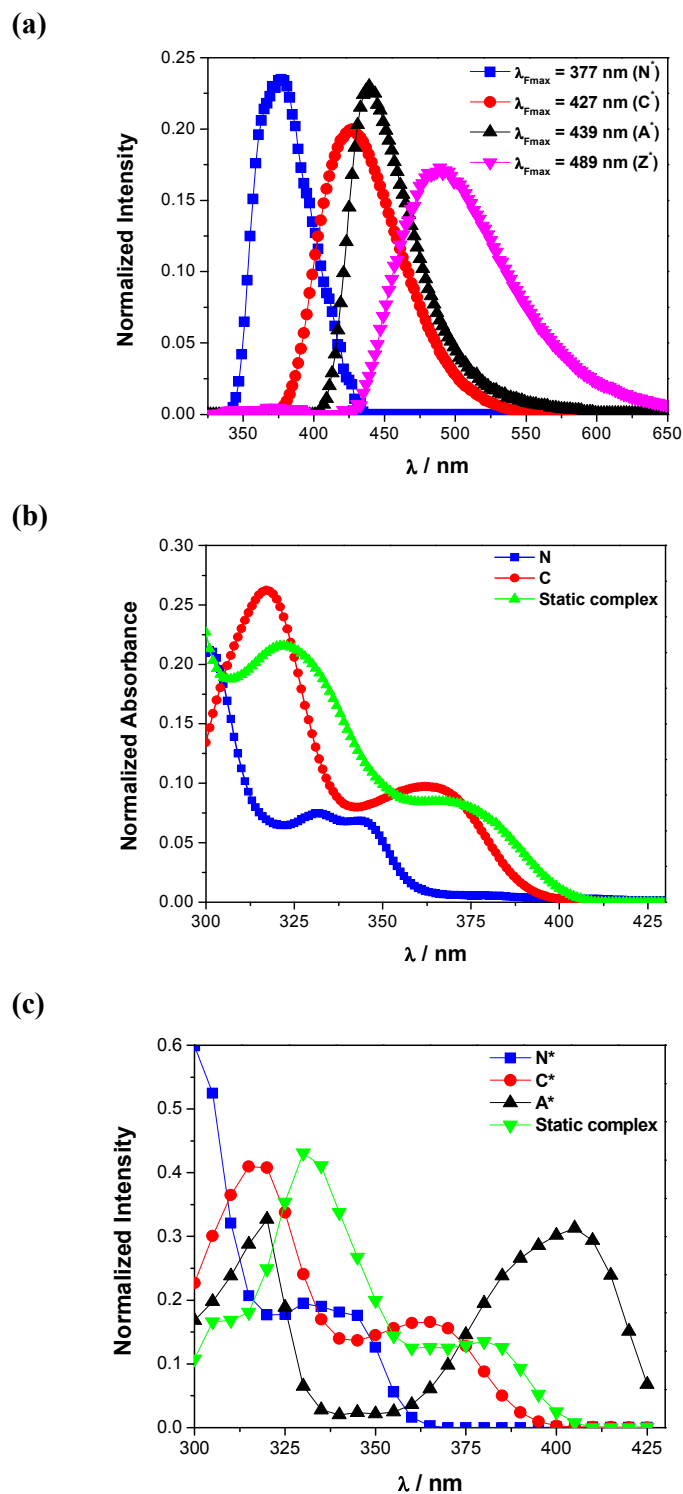 (a)
0.25
0.20
0.15
0.10
0.05
0.00
Normalized Intensity
λFmax = 377 nm (N*)
λFmax = 427 nm (C*)
λFmax = 439 nm (A*)
λFmax = 489 nm (Z*)
350 400 450 500 550 600 650
λ / nm
(b)
0.30
0.25
0.20
0.15
0.10
0.05
0.00
Normalized Absorbance
N
C
Static complex
300 325 350 375 400 425
λ / nm
(c)
0.6
0.5
0.4
0.3
0.2
0.1
0.0
Normalized Intensity
N*
C*
A*
Static complex
300 325 350 375 400 425
λ / nm